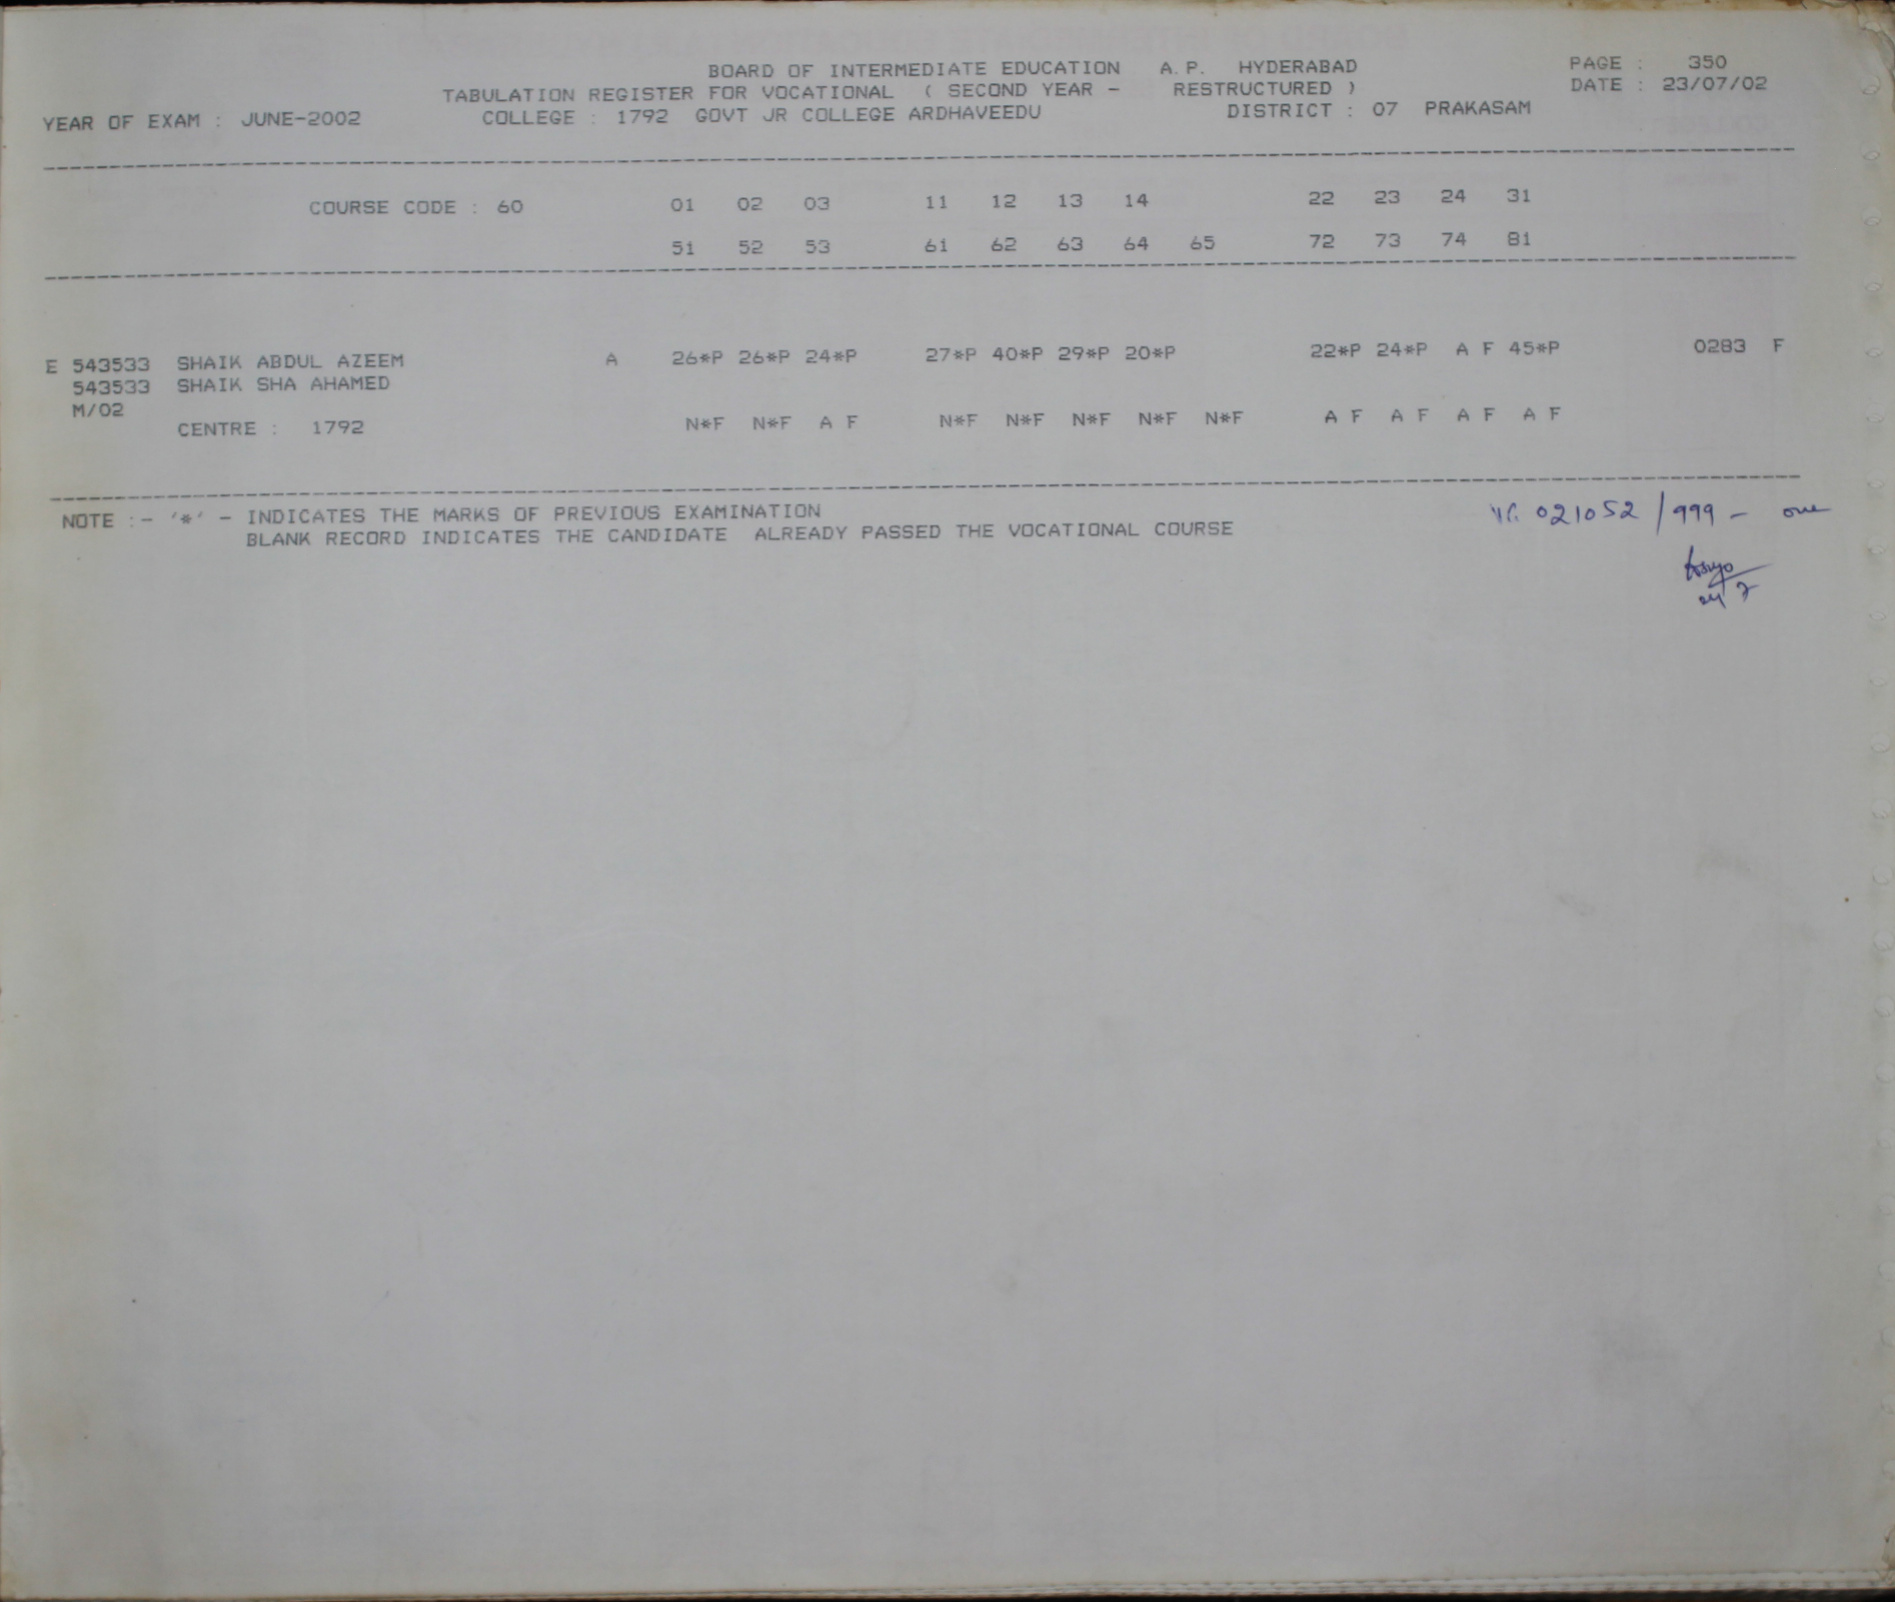 BOARD OF INTERMEDIATE EDUCATION A.P. HYDERABAD PAGE : 350
TABULATION REGISTER FOR VOCATIONAL ( SECOND YEAR - RESTRUCTURED ) DATE : 23/07/02
YEAR OF EXAM : JUNE-2002 COLLEGE : 1792 GOVT JR COLLEGE ARDHAVEEDU DISTRICT : 07 PRAKASAM
COURSE CODE : 60 01 02 03 11 12 13 14 22 23 24 31
51 52 53 61 62 63 64 65 72 73 74 81
E 543533 SHAIK ABDUL AZEEM A 26*P 26*P 24*P 27*P 40*P 29*P 20*P 22*P 24*P A F 45*P 0283 F
543533 SHAIK SHA AHAMED
M/02
CENTRE : 1792 N*F N*F A F N*F N*F N*F N*F N*F A F A F A F A F
NOTE :- '*' - INDICATES THE MARKS OF PREVIOUS EXAMINATION
BLANK RECORD INDICATES THE CANDIDATE ALREADY PASSED THE VOCATIONAL COURSE
021052/999 - one